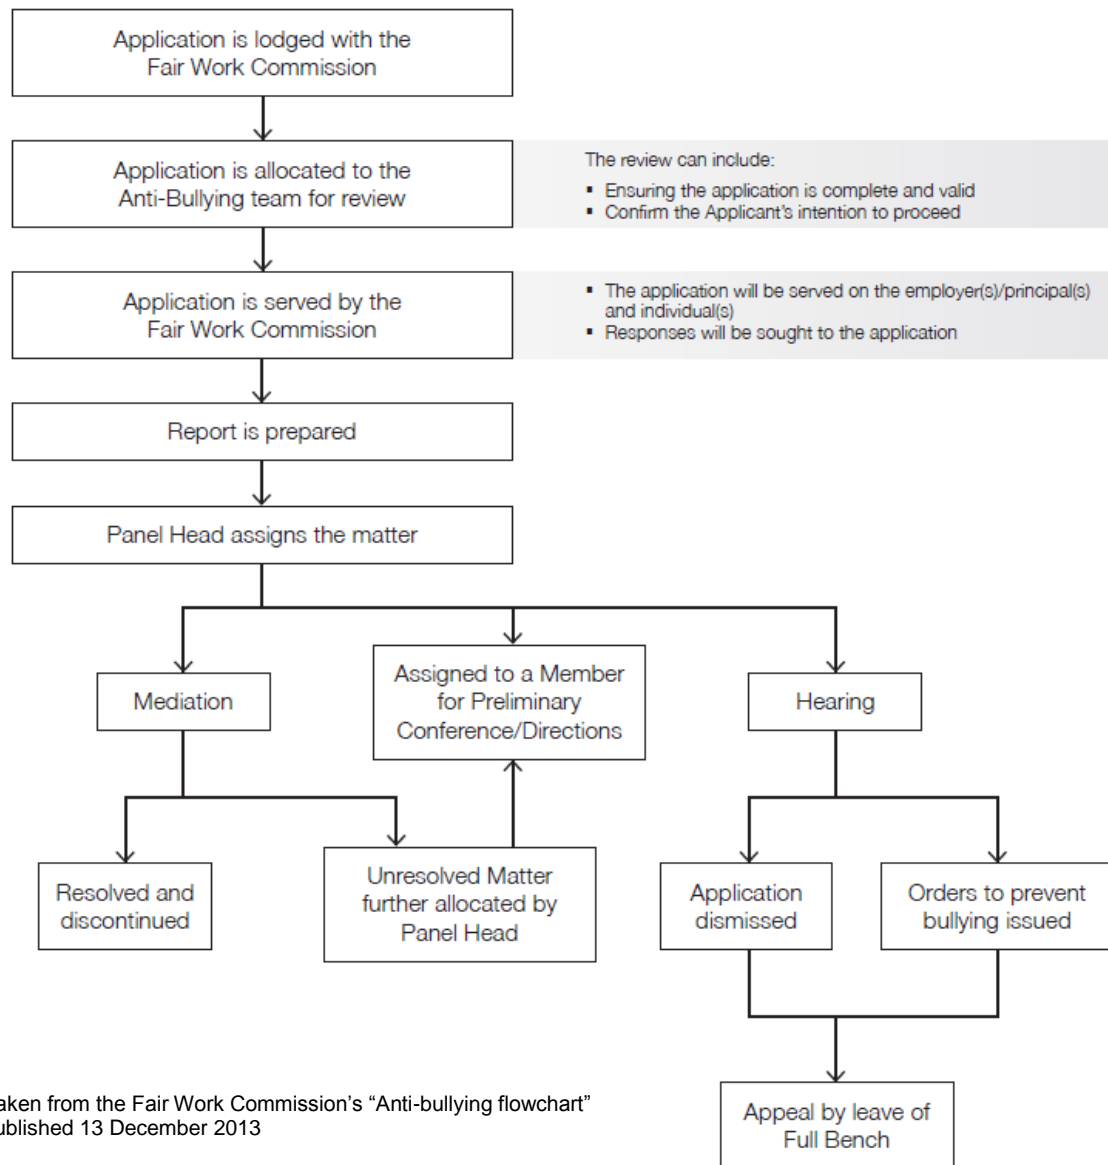 Application is lodged with the
Fair Work Commission
Application is allocated to the
Anti-Bullying team for review
The review can include:
▪ Ensuring the application is complete and valid
▪ Confirm the Applicant's intention to proceed
Application is served by the
Fair Work Commission
▪ The application will be served on the employer(s)/principal(s)
and individual(s)
▪ Responses will be sought to the application
Report is prepared
Panel Head assigns the matter
Mediation
Assigned to a Member
for Preliminary
Conference/Directions
Hearing
Resolved and
discontinued
Unresolved Matter
further allocated by
Panel Head
Application
dismissed
Orders to prevent
bullying issued
Appeal by leave of
Full Bench
aken from the Fair Work Commission's “Anti-bullying flowchart”
ublished 13 December 2013